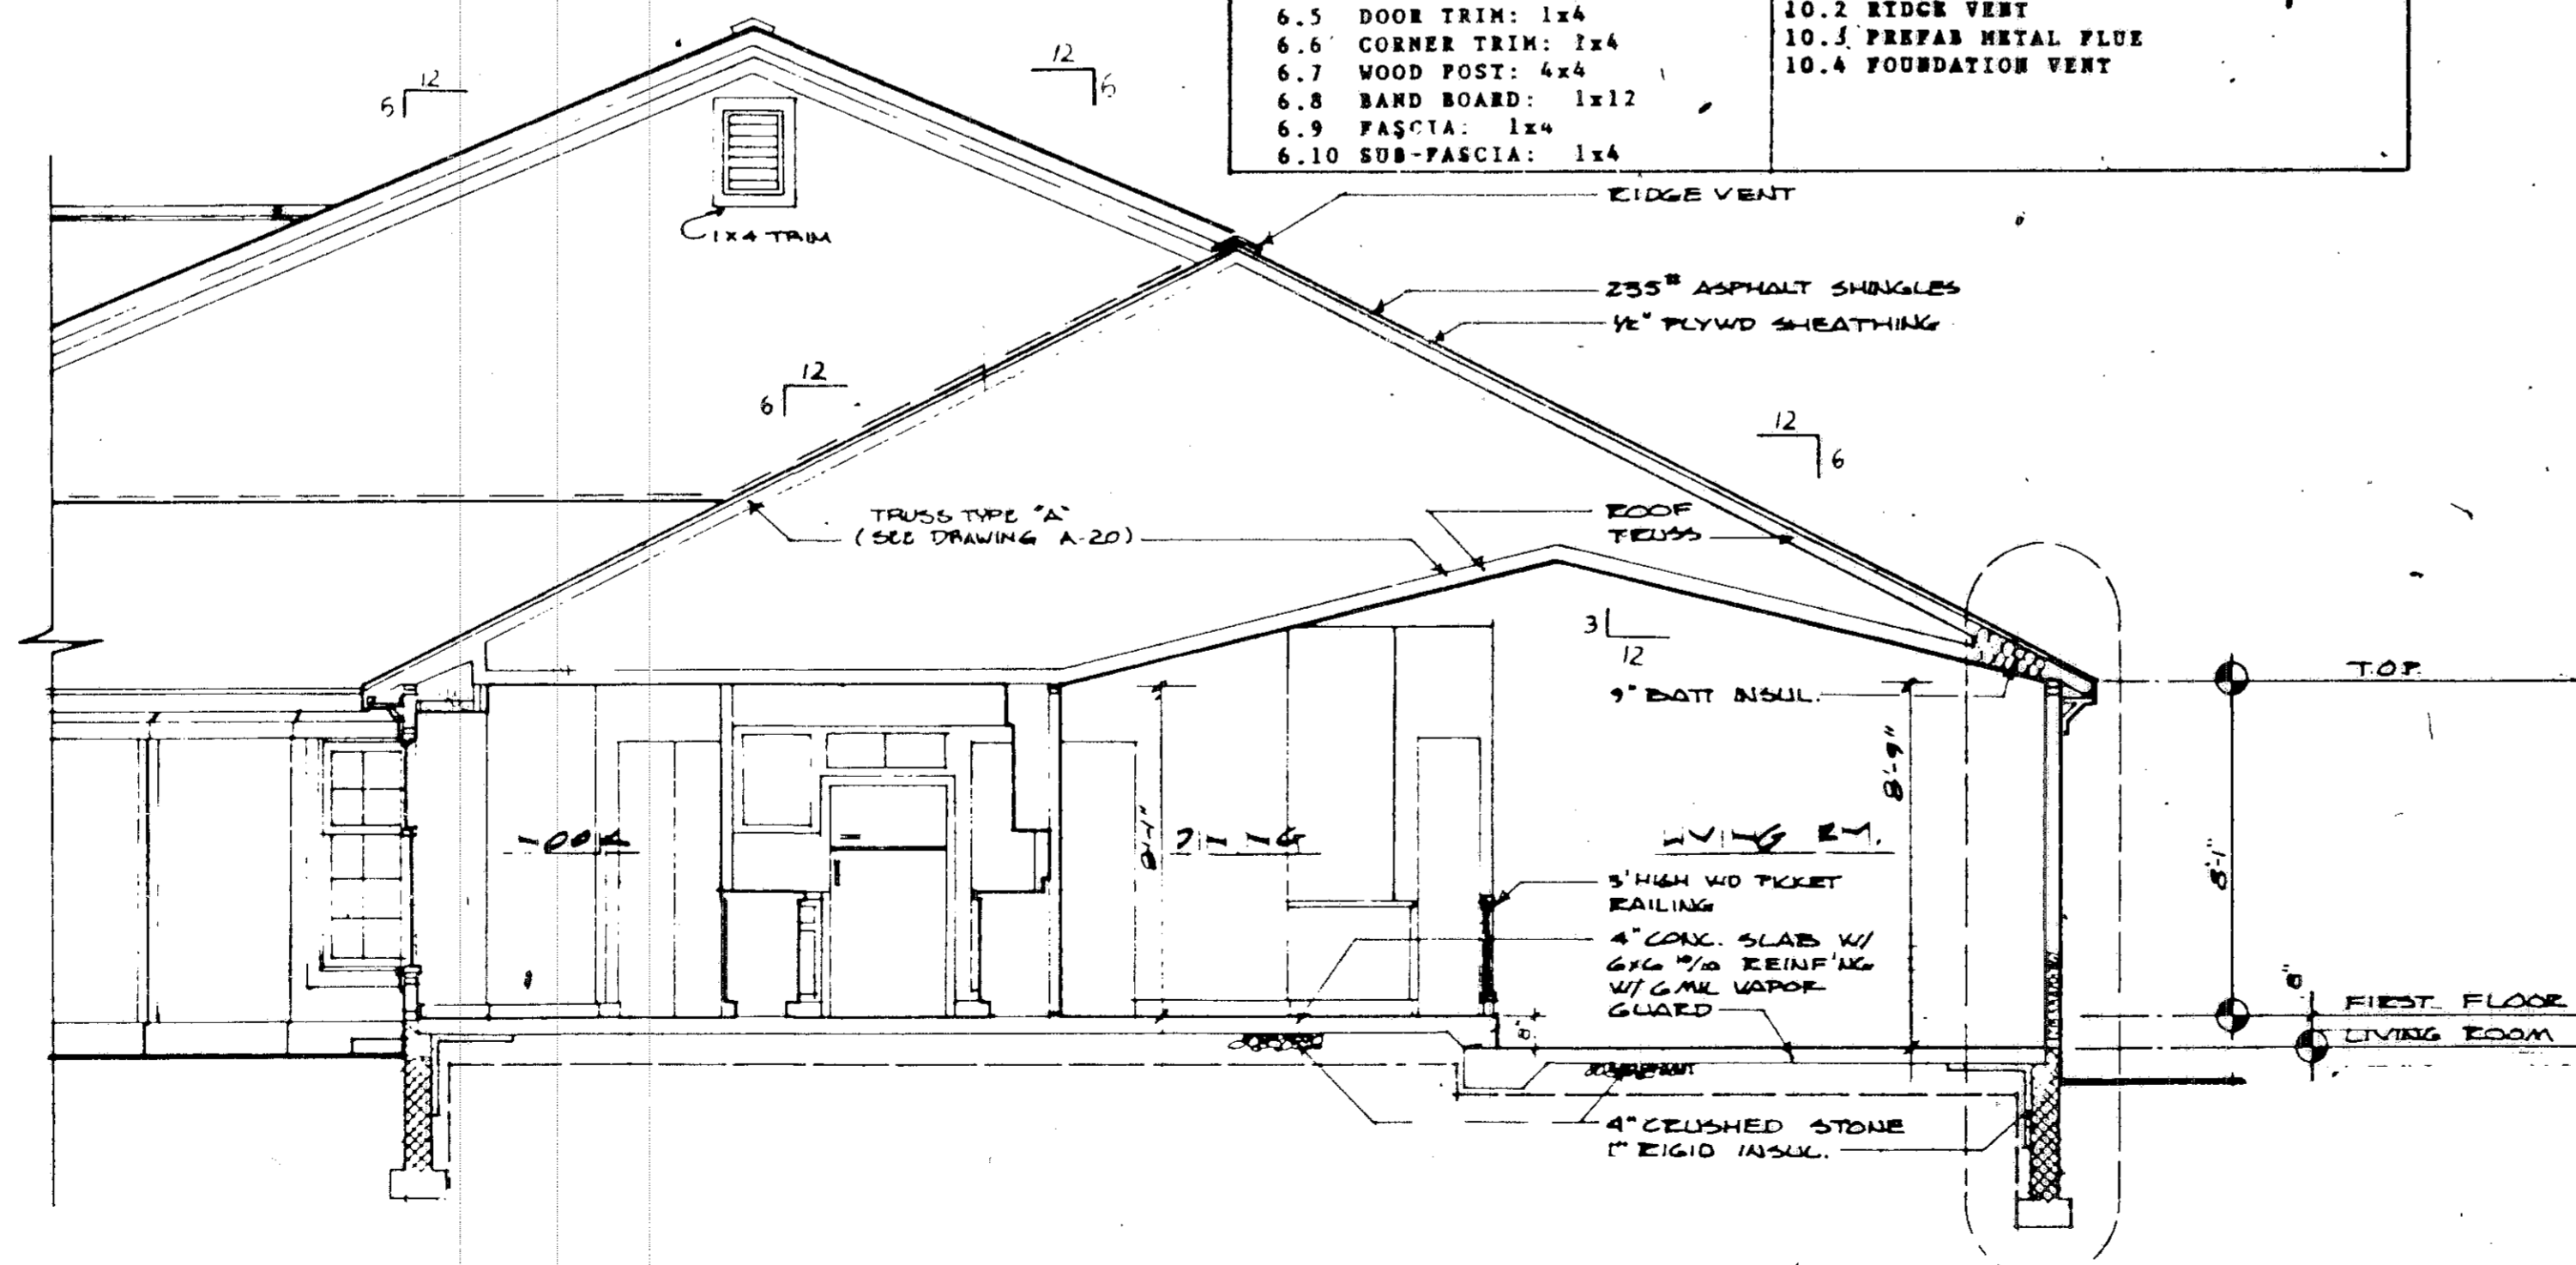 6.5 DOOR TRIM: 1x4
6.6 CORNER TRIM: 1x4
6.7 WOOD POST: 4x4
6.8 BAND BOARD: 1x12
6.9 FASCIA: 1x4
6.10 SUB-FASCIA: 1x4
10.2 RIDGE VENT
10.3 PREFAB METAL FLUE
10.4 FOUNDATION VENT
12
6
12
6
1x4 TRIM
RIDGE VENT
235# ASPHALT SHINGLES
1/2" PLYWD SHEATHING
12
6
12
6
TRUSS TYPE "A"
(SEE DRAWING A-20)
ROOF
TRUSS
3
12
9" BATT INSUL.
T.O.P.
8'-1"
8'-9"
8'-1"
RM.
3' HIGH WD PICKET
RAILING
4" CONC. SLAB W/
6x6 10/10 REINF'NG
W/ 6 MIL VAPOR
GUARD
8"
8"
FIRST FLOOR
LIVING ROOM
4" CRUSHED STONE
1" RIGID INSUL.